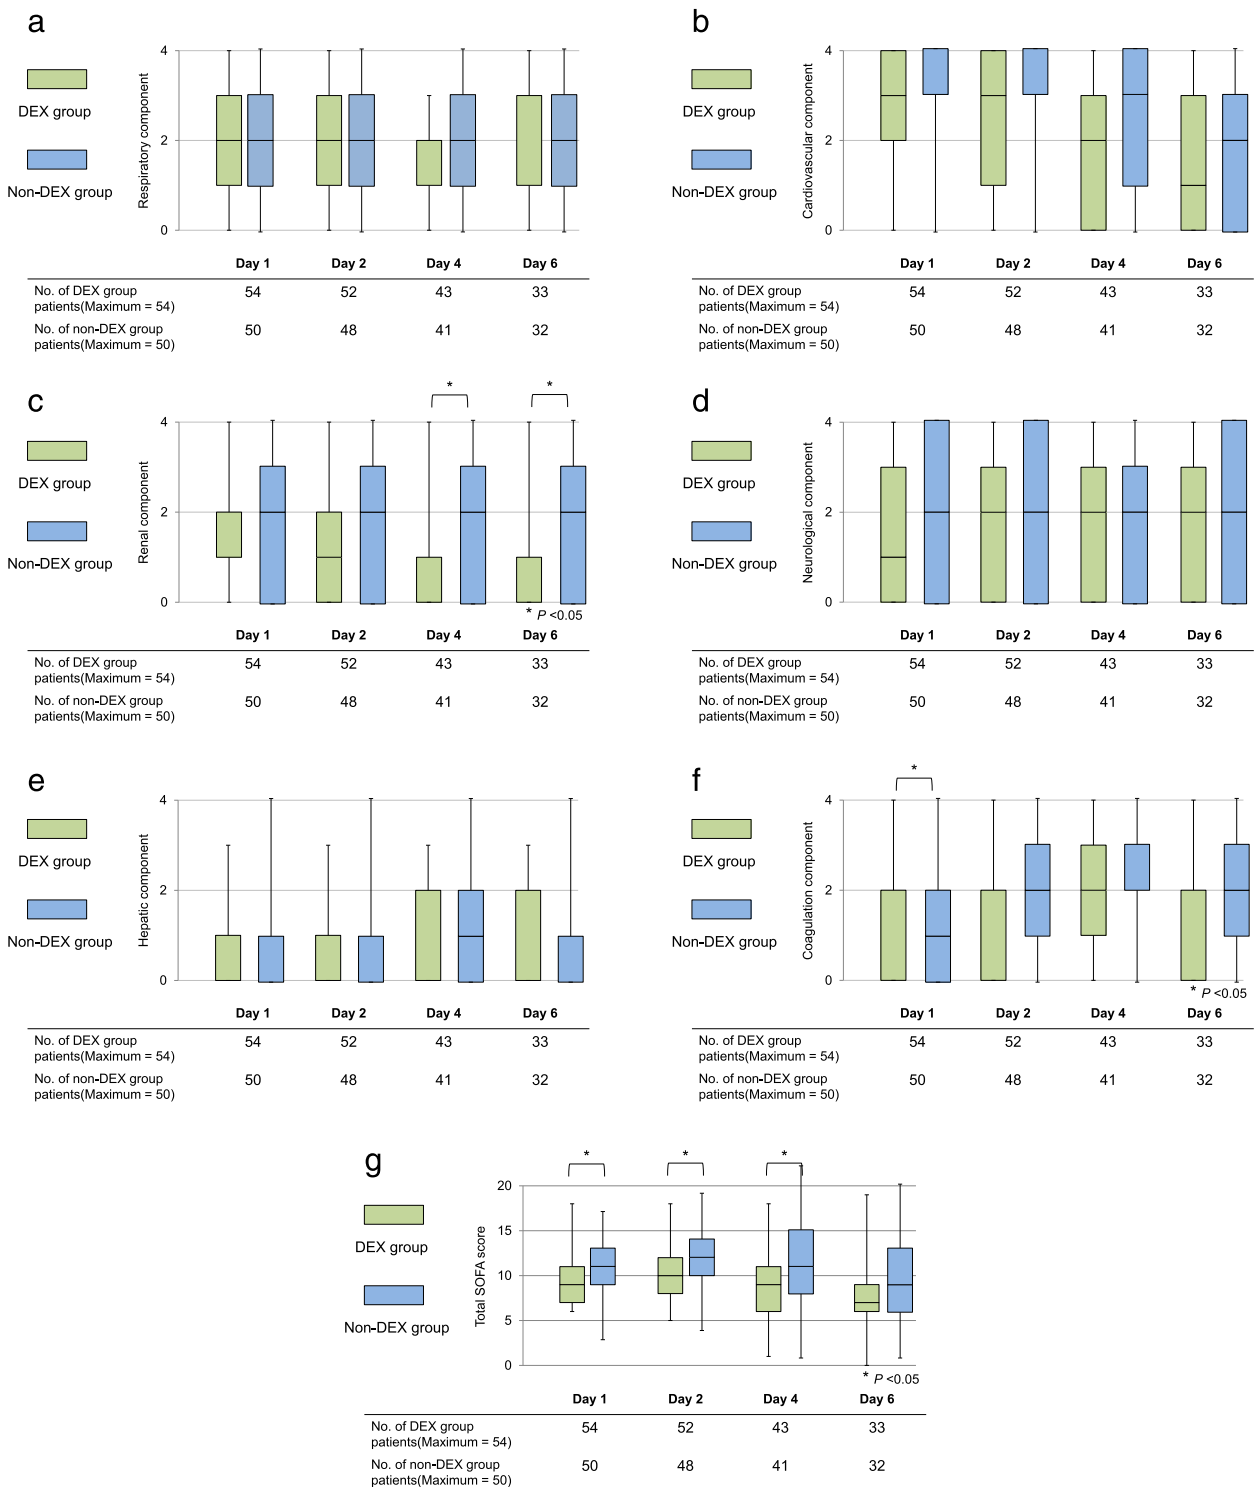 a
4
2
0
Respiratory component
DEX group
Non-DEX group
Day 1 Day 2 Day 4 Day 6
No. of DEX group
patients(Maximum = 54)
54 52 43 33
No. of non-DEX group
patients(Maximum = 50)
50 48 41 32
b
4
2
0
Cardiovascular component
DEX group
Non-DEX group
Day 1 Day 2 Day 4 Day 6
No. of DEX group
patients(Maximum = 54)
54 52 43 33
No. of non-DEX group
patients(Maximum = 50)
50 48 41 32
c
* *
4
2
0
Renal component
DEX group
Non-DEX group
* P <0.05
Day 1 Day 2 Day 4 Day 6
No. of DEX group
patients(Maximum = 54)
54 52 43 33
No. of non-DEX group
patients(Maximum = 50)
50 48 41 32
d
4
2
0
Neurological component
DEX group
Non-DEX group
Day 1 Day 2 Day 4 Day 6
No. of DEX group
patients(Maximum = 54)
54 52 43 33
No. of non-DEX group
patients(Maximum = 50)
50 48 41 32
e
4
2
0
Hepatic component
DEX group
Non-DEX group
Day 1 Day 2 Day 4 Day 6
No. of DEX group
patients(Maximum = 54)
54 52 43 33
No. of non-DEX group
patients(Maximum = 50)
50 48 41 32
f
*
4
2
0
Coagulation component
DEX group
Non-DEX group
* P <0.05
Day 1 Day 2 Day 4 Day 6
No. of DEX group
patients(Maximum = 54)
54 52 43 33
No. of non-DEX group
patients(Maximum = 50)
50 48 41 32
g
* * *
20
15
10
5
0
Total SOFA score
DEX group
Non-DEX group
* P <0.05
Day 1 Day 2 Day 4 Day 6
No. of DEX group
patients(Maximum = 54)
54 52 43 33
No. of non-DEX group
patients(Maximum = 50)
50 48 41 32